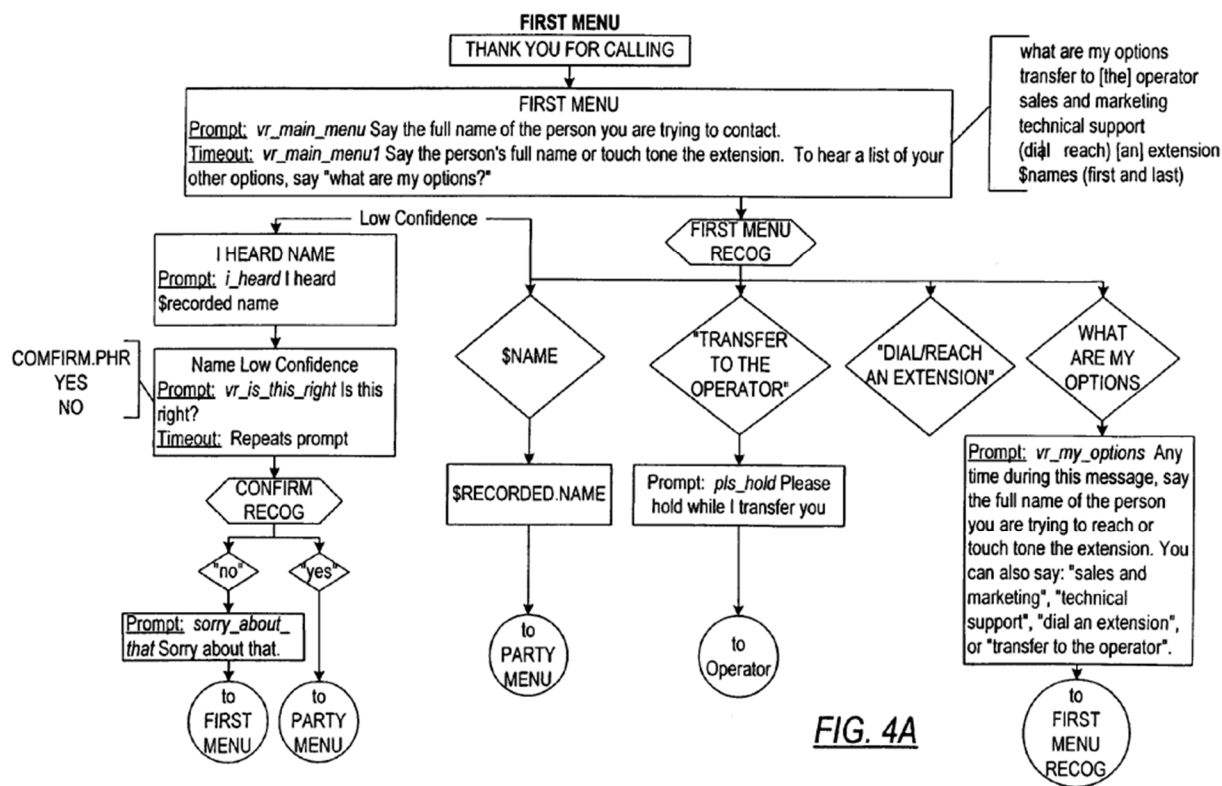 FIRST MENU
THANK YOU FOR CALLING
what are my options
transfer to [the] operator
sales and marketing
technical support
(dial reach) [an] extension
$names (first and last)
FIRST MENU
Prompt: vr_main_menu Say the full name of the person you are trying to contact.
Timeout: vr_main_menu1 Say the person's full name or touch tone the extension. To hear a list of your
other options, say "what are my options?"
Low Confidence
FIRST MENU
RECOG
I HEARD NAME
Prompt: i_heard I heard
$recorded name
COMFIRM.PHR
YES
NO
Name Low Confidence
Prompt: vr_is_this_right Is this
right?
Timeout: Repeats prompt
CONFIRM
RECOG
"no"
"yes"
Prompt: sorry_about_
that Sorry about that.
to
FIRST
MENU
to
PARTY
MENU
$NAME
$RECORDED.NAME
to
PARTY
MENU
"TRANSFER
TO THE
OPERATOR"
Prompt: pls_hold Please
hold while I transfer you
to
Operator
"DIAL/REACH
AN EXTENSION"
WHAT
ARE MY
OPTIONS
Prompt: vr_my_options Any
time during this message, say
the full name of the person
you are trying to reach or
touch tone the extension. You
can also say: "sales and
marketing", "technical
support", "dial an extension",
or "transfer to the operator".
to
FIRST
MENU
RECOG
FIG. 4A